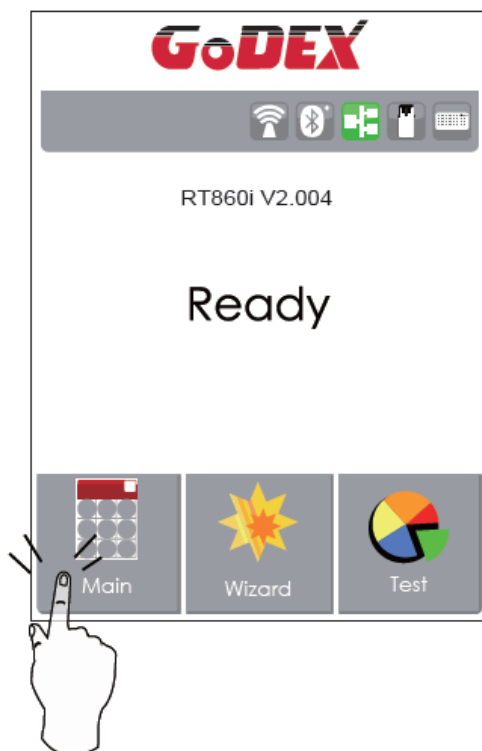 GoDEX
RT860i V2.004
Ready
Main
Wizard
Test